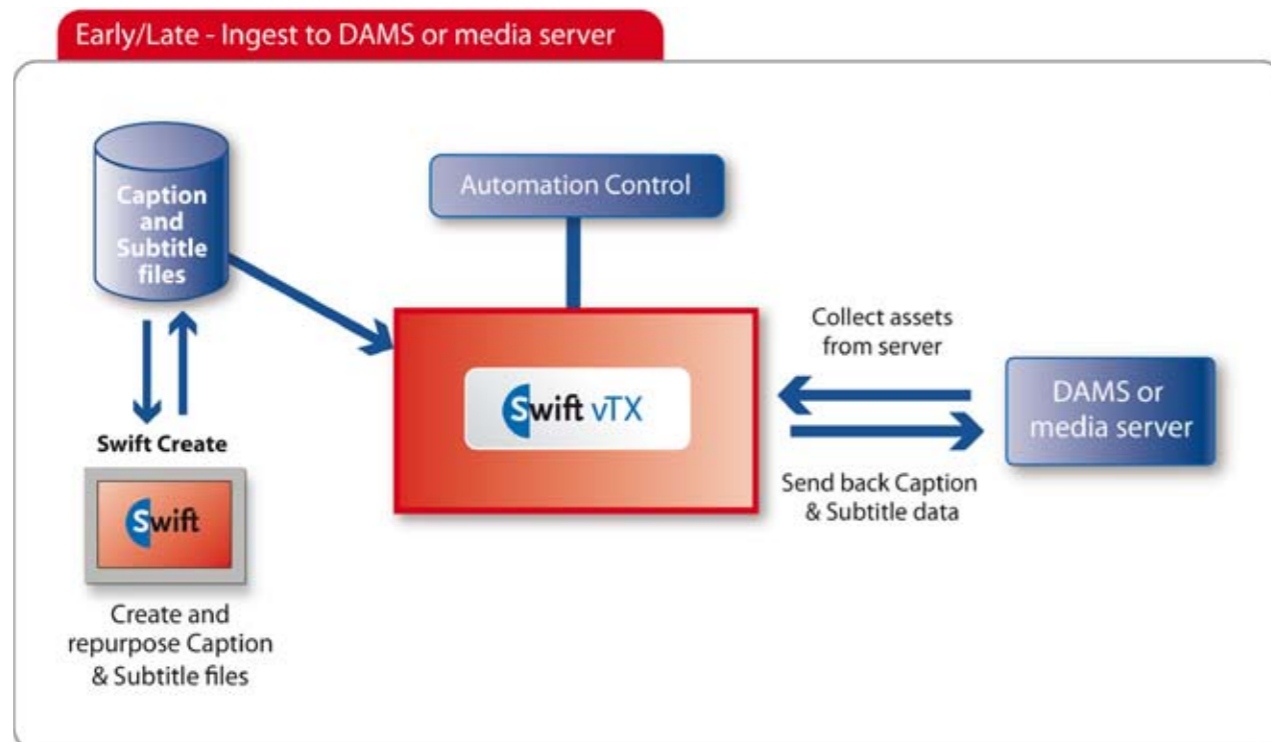 Early/Late - Ingest to DAMS or media server
Caption
and
Subtitle
files
Automation Control
Swift vTX
Collect assets
from server
DAMS or
media server
Send back Caption
& Subtitle data
Swift Create
Swift
Create and
repurpose Caption
& Subtitle files